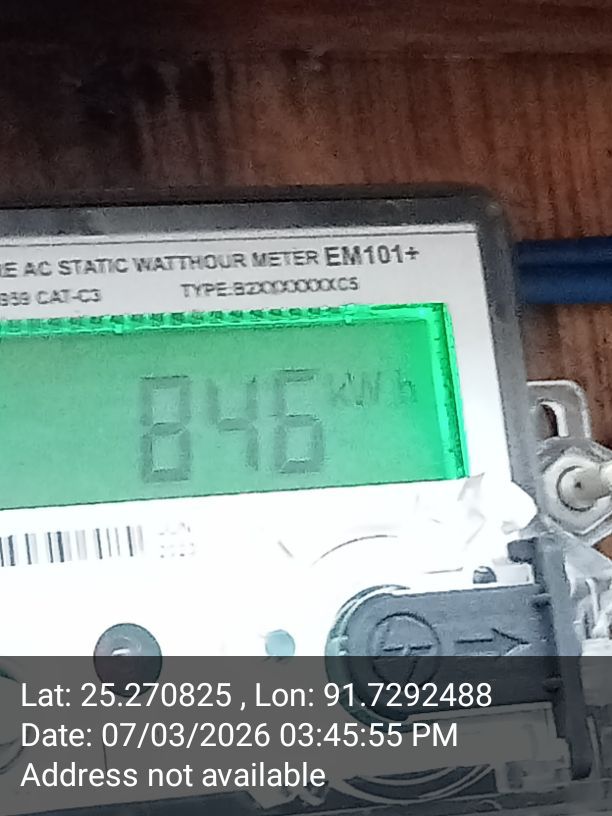 AC STATIC WATTHOUR METER EM101+
CAT-C3 TYPE:B2XXXXXXXC5
846 kWh
Lat: 25.270825 , Lon: 91.7292488
Date: 07/03/2026 03:45:55 PM
Address not available